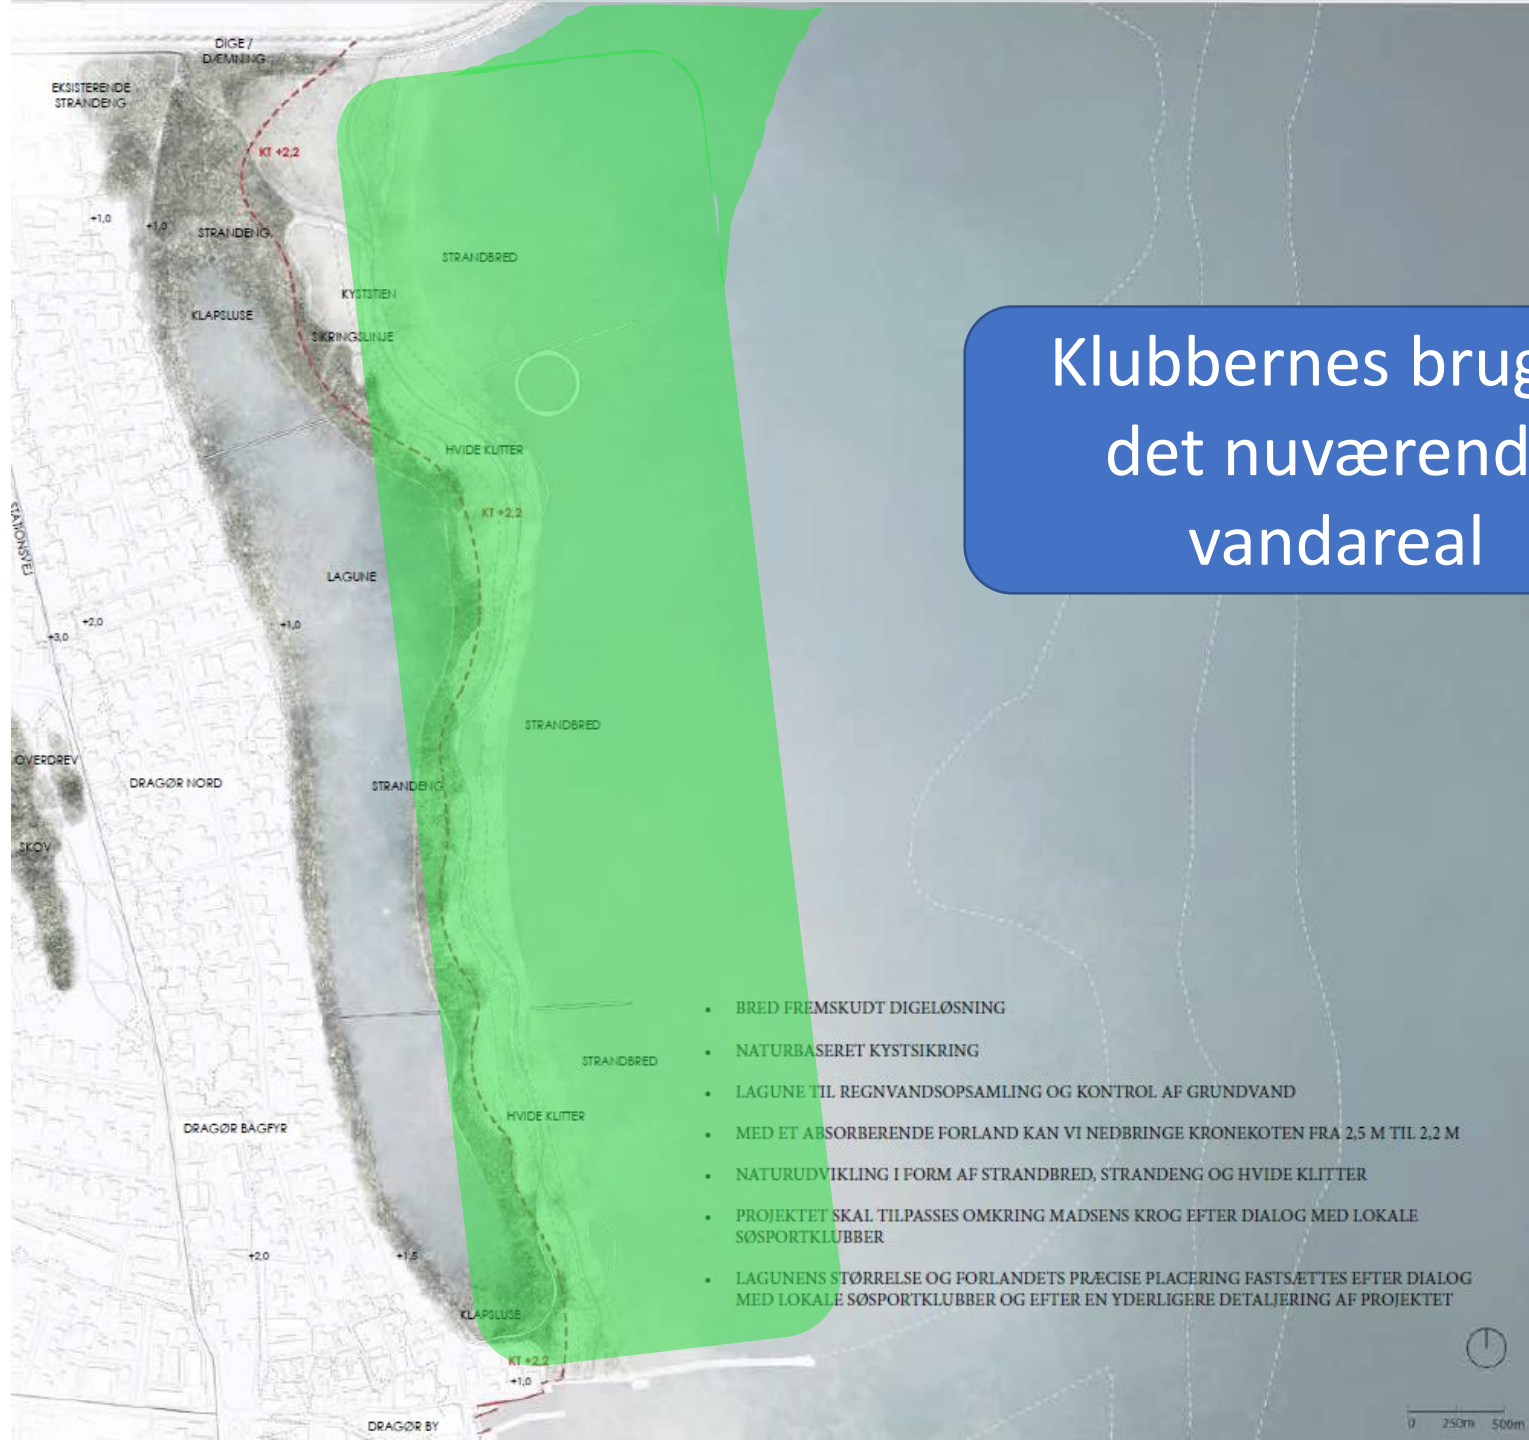 DIGE /
DÆMNING
EKSISTERENDE
STRANDENG
KT +2,2
+1,0
+1,0
STRANDENG
STRANDBRED
KYSTSTIEN
KLAPSLUSE
SIKRINGSLINJE
Klubbernes brug
det nuværend
vandareal
HVIDE KLITTER
KT +2,2
STATIONSVEJ
LAGUNE
+2,0
+1,0
+3,0
STRANDBRED
OVERDREV
DRAGØR NORD
STRANDENG
SKOV
• BRED FREMSKUDT DIGELØSNING
• NATURBASERET KYSTSIKRING
STRANDBRED
• LAGUNE TIL REGNVANDSOPSAMLING OG KONTROL AF GRUNDVAND
HVIDE KLITTER
DRAGØR BAGFYR
• MED ET ABSORBERENDE FORLAND KAN VI NEDBRINGE KRONEKOTEN FRA 2,5 M TIL 2,2 M
• NATURUDVIKLING I FORM AF STRANDBRED, STRANDENG OG HVIDE KLITTER
• PROJEKTET SKAL TILPASSES OMKRING MADSENS KROG EFTER DIALOG MED LOKALE
SØSPORTKLUBBER
+2,0
+1,5
• LAGUNENS STØRRELSE OG FORLANDETS PRÆCISE PLACERING FASTSÆTTES EFTER DIALOG
MED LOKALE SØSPORTKLUBBER OG EFTER EN YDERLIGERE DETALJERING AF PROJEKTET
KLAPSLUSE
KT +2,2
+1,0
DRAGØR BY
0 250m 500m